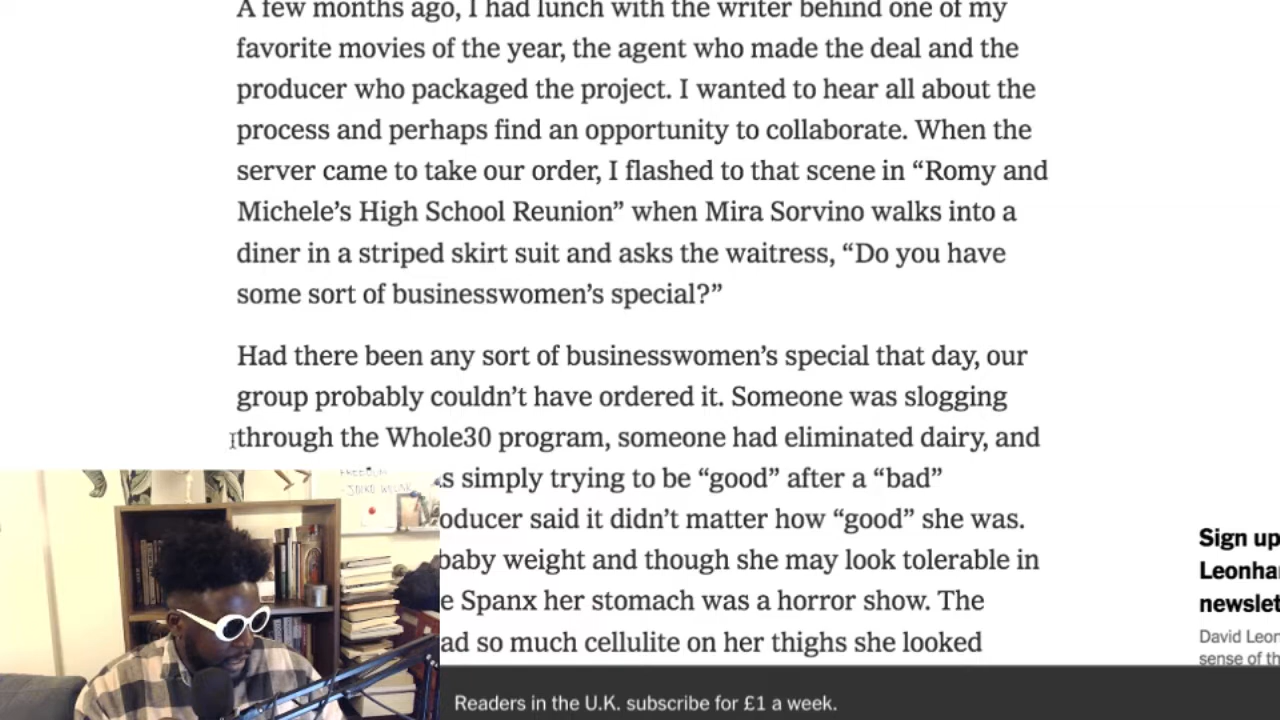 A few months ago, I had lunch with the writer behind one of my
favorite movies of the year, the agent who made the deal and the
producer who packaged the project. I wanted to hear all about the
process and perhaps find an opportunity to collaborate. When the
server came to take our order, I flashed to that scene in “Romy and
Michele’s High School Reunion” when Mira Sorvino walks into a
diner in a striped skirt suit and asks the waitress, “Do you have
some sort of businesswomen’s special?”
Had there been any sort of businesswomen’s special that day, our
group probably couldn’t have ordered it. Someone was slogging
through the Whole30 program, someone had eliminated dairy, and
s simply trying to be “good” after a “bad”
oducer said it didn’t matter how “good” she was.
baby weight and though she may look tolerable in
e Spanx her stomach was a horror show. The
ad so much cellulite on her thighs she looked
Sign up
Leonha
newslet
David Leon
sense of th
Readers in the U.K. subscribe for £1 a week.